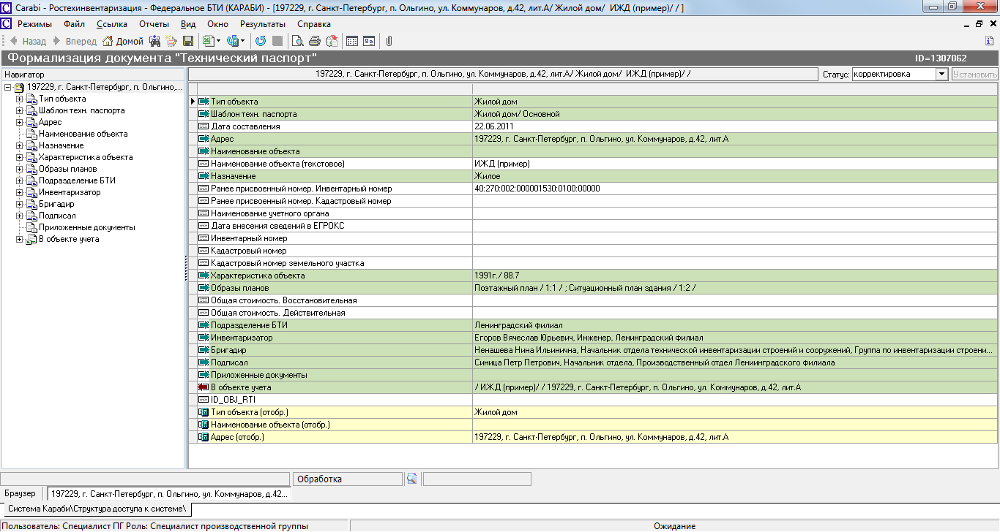 Carabi - Ростехинвентаризация - Федеральное БТИ (КАРАБИ) - [197229, г. Санкт-Петербург, п. Ольгино, ул. Коммунаров, д.42, лит.А/ Жилой дом/ ИЖД (пример)/ / ]
Режимы Файл Ссылка Отчеты Вид Окно Результаты Справка
Назад Вперед Домой
Формализация документа "Технический паспорт" ID=1307062
Навигатор
197229, г. Санкт-Петербург, п. Ольгино,...
Тип объекта
Шаблон техн. паспорта
Адрес
Наименование объекта
Назначение
Характеристика объекта
Образы планов
Подразделение БТИ
Инвентаризатор
Бригадир
Подписал
Приложенные документы
В объекте учета
197229, г. Санкт-Петербург, п. Ольгино, ул. Коммунаров, д.42, лит.А/ Жилой дом/ ИЖД (пример)/ / Статус: корректировка Установить
Тип объекта Жилой дом
Шаблон техн. паспорта Жилой дом/ Основной
Дата составления 22.06.2011
Адрес 197229, г. Санкт-Петербург, п. Ольгино, ул. Коммунаров, д.42, лит.А
Наименование объекта
Наименование объекта (текстовое) ИЖД (пример)
Назначение Жилое
Ранее присвоенный номер. Инвентарный номер 40:270:002:000001530:0100:00000
Ранее присвоенный номер. Кадастровый номер
Наименование учетного органа
Дата внесения сведений в ЕГРОКС
Инвентарный номер
Кадастровый номер
Кадастровый номер земельного участка
Характеристика объекта 1991г./ 88.7
Образы планов Поэтажный план / 1:1 / ; Ситуационный план здания / 1:2 /
Общая стоимость. Восстановительная
Общая стоимость. Действительная
Подразделение БТИ Ленинградский филиал
Инвентаризатор Егоров Вячеслав Юрьевич, Инженер, Ленинградский филиал
Бригадир Ненашева Нина Ильинична, Начальник отдела технической инвентаризации строений и сооружений, Группа по инвентаризации строени...
Подписал Синица Петр Петрович, Начальник отдела, Производственный отдел Лениинградского филиала
Приложенные документы
В объекте учета / ИЖД (пример)/ / 197229, г. Санкт-Петербург, п. Ольгино, ул. Коммунаров, д.42, лит.А
ID_OBJ_RTI
Тип объекта (отобр.) Жилой дом
Наименование объекта (отобр.)
Адрес (отобр.) 197229, г. Санкт-Петербург, п. Ольгино, ул. Коммунаров, д.42, лит.А
Обработка
Браузер 197229, г. Санкт-Петербург, п. Ольгино, ул. Коммунаров, д.42...
Система Караби\Структура доступа к системе\
Пользователь: Специалист ПГ Роль: Специалист производственной группы Ожидание